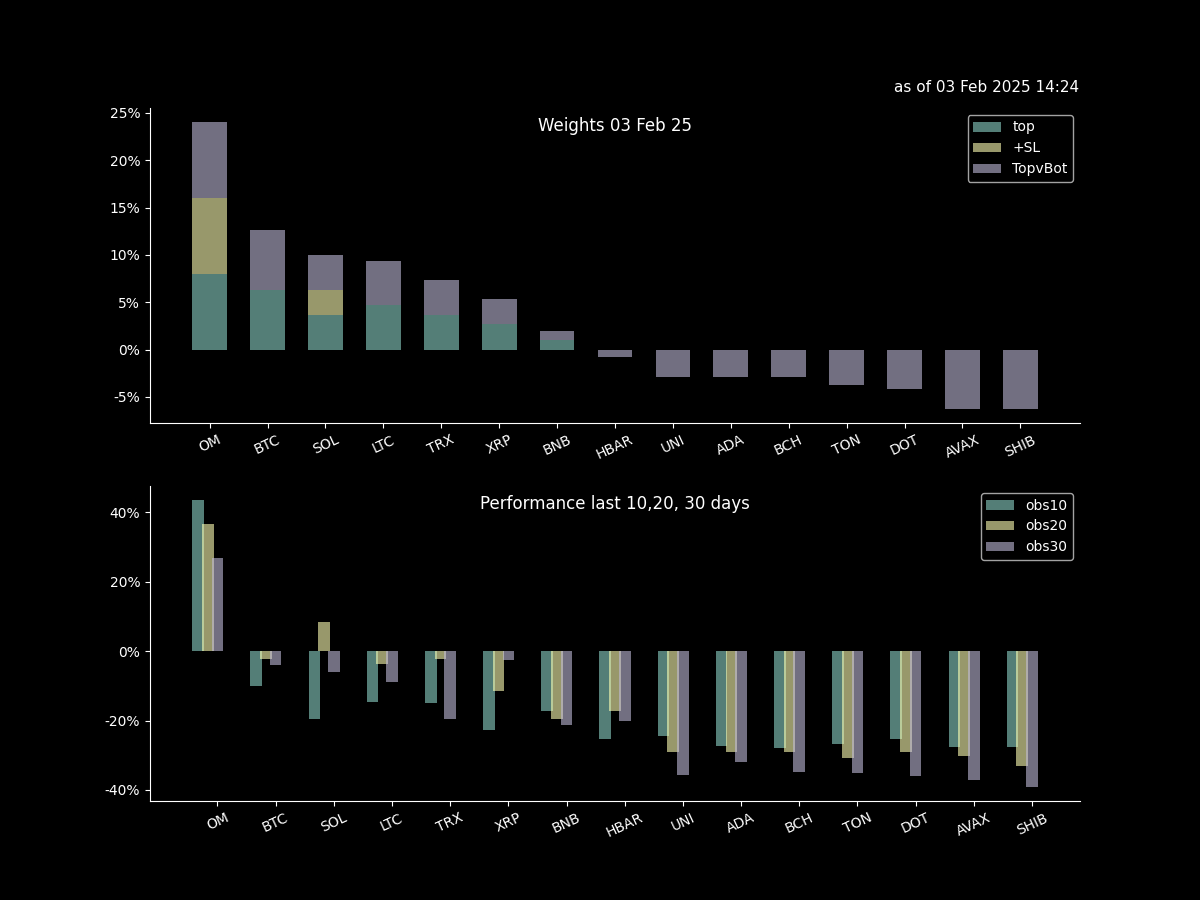 as of 03 Feb 2025 14:24
Weights 03 Feb 25
top
+SL
TopvBot
25%
20%
15%
10%
5%
0%
-5%
OM BTC SOL LTC TRX XRP BNB HBAR UNI ADA BCH TON DOT AVAX SHIB
Performance last 10,20, 30 days
obs10
obs20
obs30
40%
20%
0%
-20%
-40%
OM BTC SOL LTC TRX XRP BNB HBAR UNI ADA BCH TON DOT AVAX SHIB